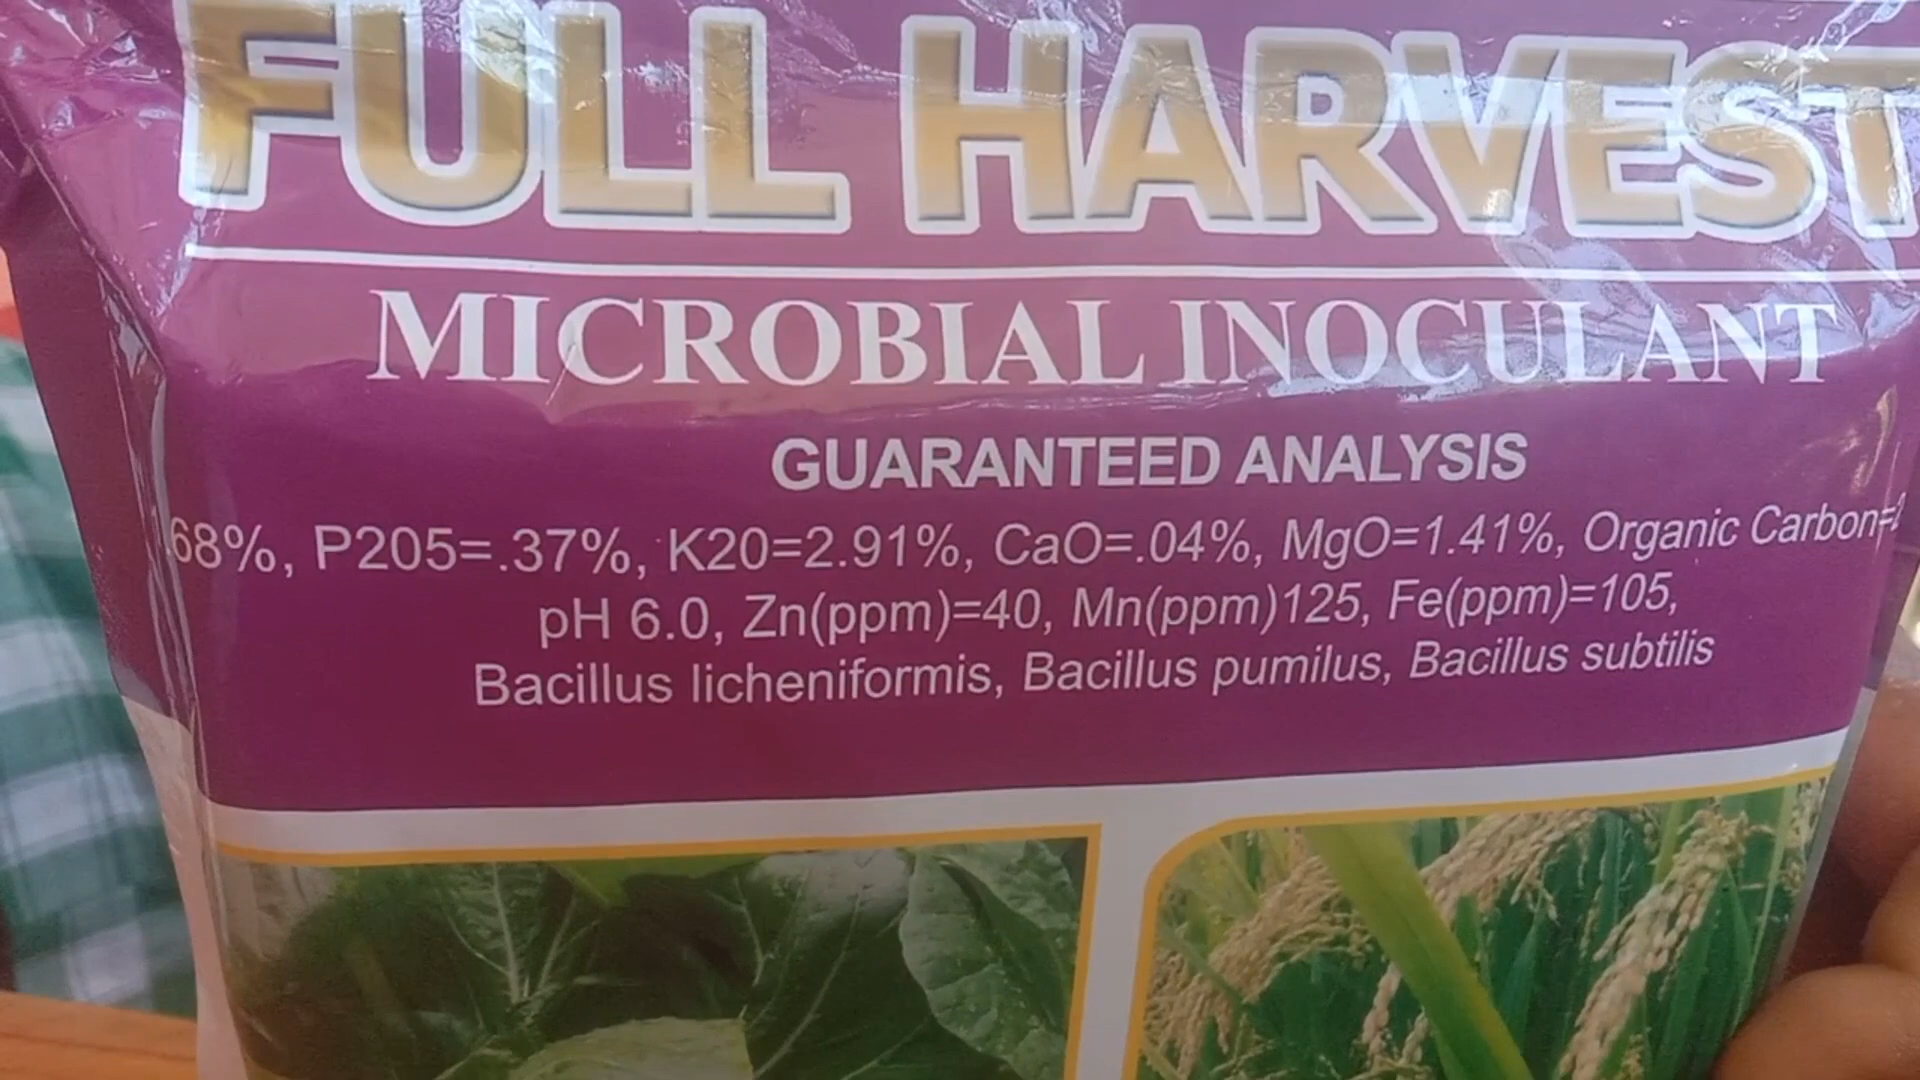 FULL HARVEST
MICROBIAL INOCULANT
GUARANTEED ANALYSIS
68%, P205=.37%, K20=2.91%, CaO=.04%, MgO=1.41%, Organic Carbon=
pH 6.0, Zn(ppm)=40, Mn(ppm)125, Fe(ppm)=105,
Bacillus licheniformis, Bacillus pumilus, Bacillus subtilis